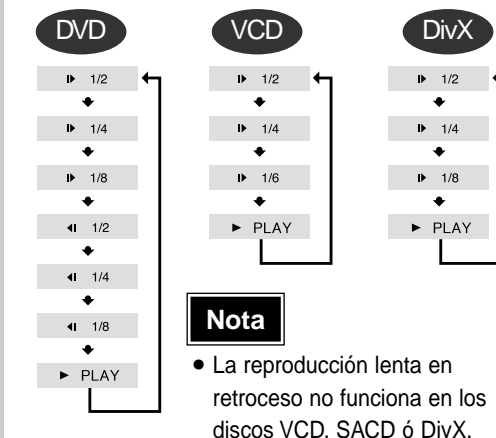 DVD
1/2
1/4
1/8
1/2
1/4
1/8
PLAY
VCD
1/2
1/4
1/6
PLAY
DivX
1/2
1/4
1/8
PLAY
Nota
• La reproducción lenta en
retroceso no funciona en los
discos VCD, SACD ó DivX.